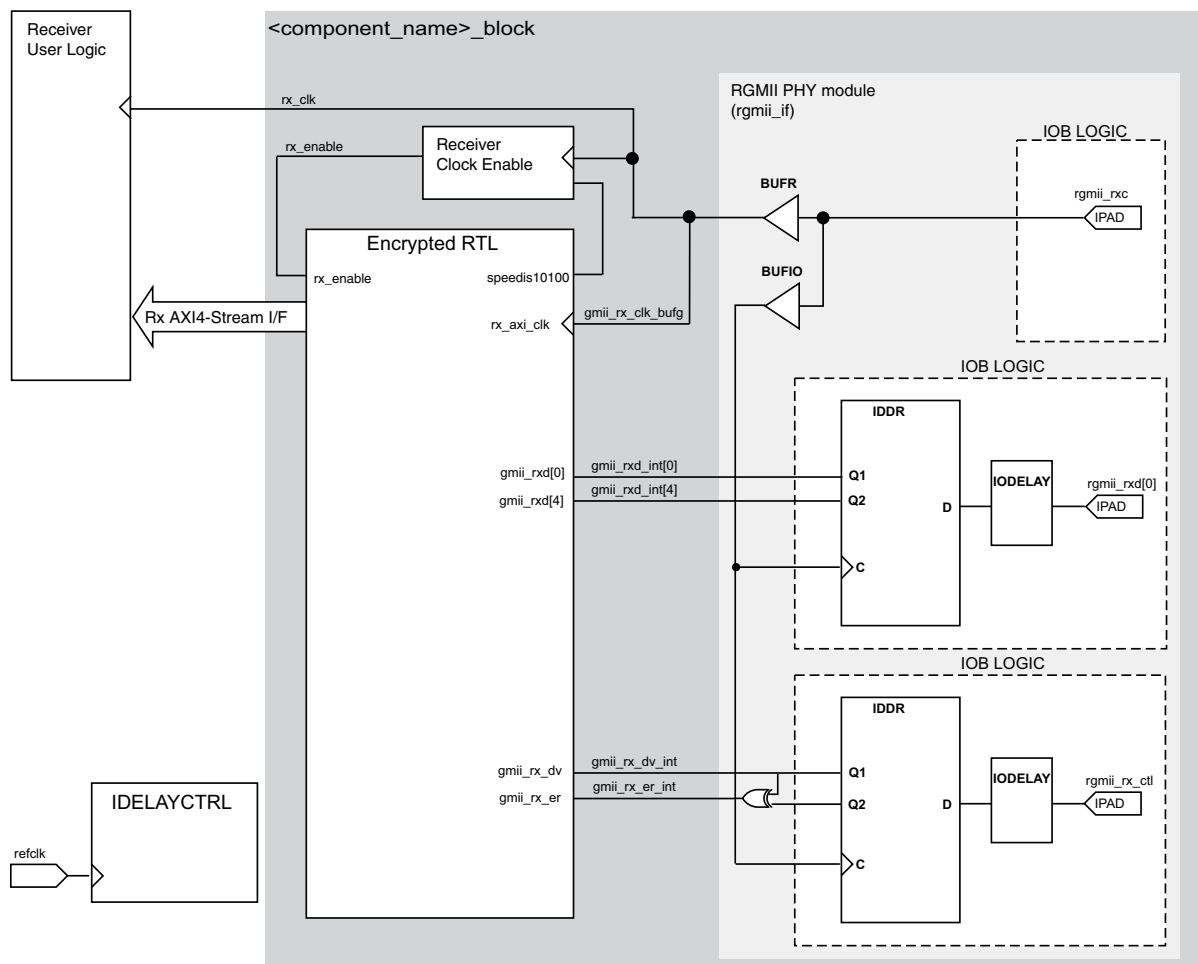 Receiver
User Logic
<component_name>_block
rx_clk
RGMII PHY module
(rgmii_if)
IOB LOGIC
rx_enable
Receiver
Clock Enable
BUFR
rgmii_rxc
IPAD
Encrypted RTL
BUFIO
rx_enable
speedis10100
Rx AXI4-Stream I/F
rx_axi_clk
gmii_rx_clk_bufg
IOB LOGIC
IDDR
gmii_rxd[0]
gmii_rxd_int[0]
Q1
IODELAY
rgmii_rxd[0]
gmii_rxd[4]
gmii_rxd_int[4]
Q2
D
IPAD
C
IOB LOGIC
IDDR
gmii_rx_dv
gmii_rx_dv_int
Q1
IODELAY
rgmii_rx_ctl
gmii_rx_er
gmii_rx_er_int
Q2
D
IPAD
IDELAYCTRL
refclk
C